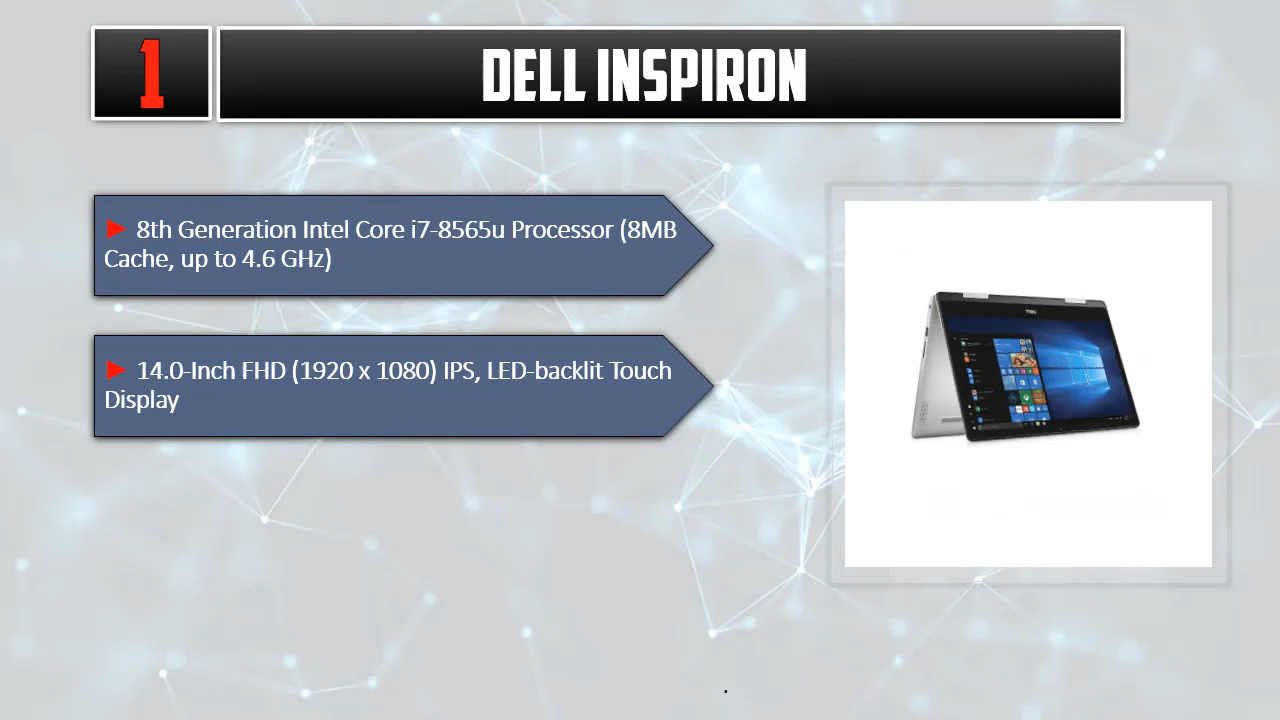 1
DELL INSPIRON
► 8th Generation Intel Core i7-8565u Processor (8MB
Cache, up to 4.6 GHz)
► 14.0-Inch FHD (1920 x 1080) IPS, LED-backlit Touch
Display
DELL
.